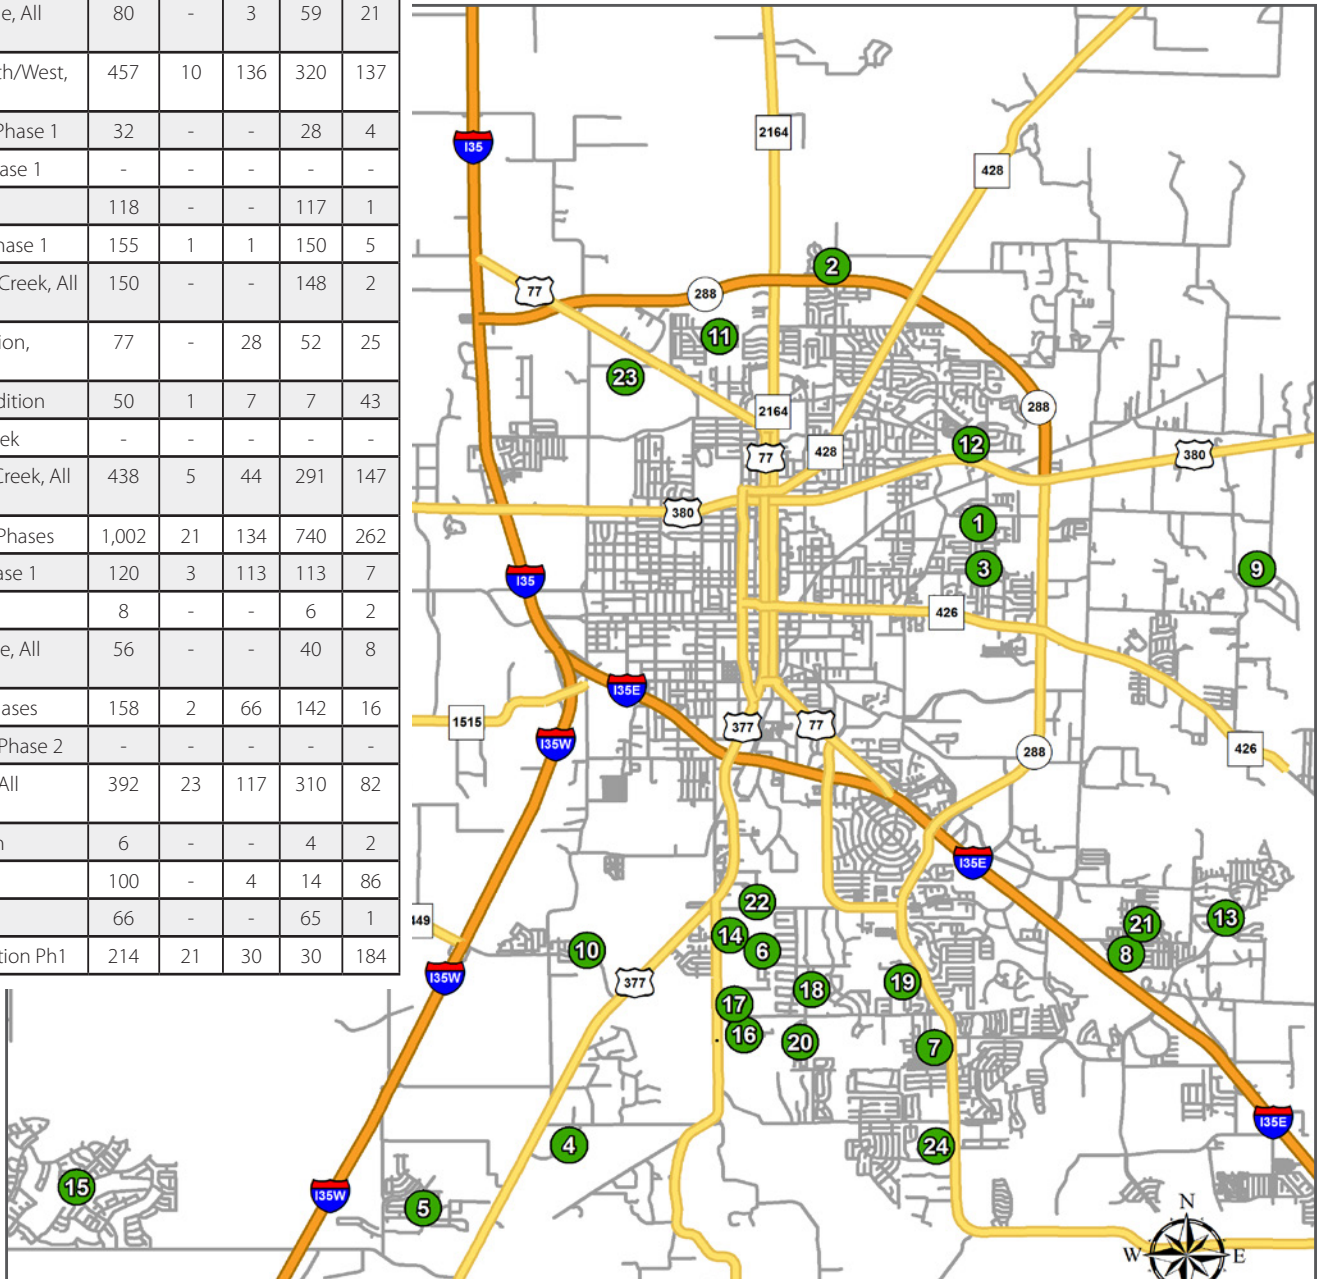 e, All 80 - 3 59 21
th/West, 457 10 136 320 137
Phase 1 32 - - 28 4
ase 1 - - - - -
118 - - 117 1
hase 1 155 1 1 150 5
Creek, All 150 - - 148 2
ion, 77 - 28 52 25
dition 50 1 7 7 43
ek - - - - -
Creek, All 438 5 44 291 147
Phases 1,002 21 134 740 262
ase 1 120 3 113 113 7
8 - - 6 2
e, All 56 - - 40 8
ases 158 2 66 142 16
Phase 2 - - - - -
All 392 23 117 310 82
n 6 - - 4 2
100 - 4 14 86
66 - - 65 1
tion Ph1 214 21 30 30 184
2164
I35
428
2
77
288
11
23
288
2164
12
428
77
380
380
1
3
9
I35
426
I35E
1515
377
77
I35W
426
288
I35E
22
449
21
13
14
10
6
8
I35W
377
19
18
17
16
20
7
I35E
4
24
15
I35W
5
N
W
E